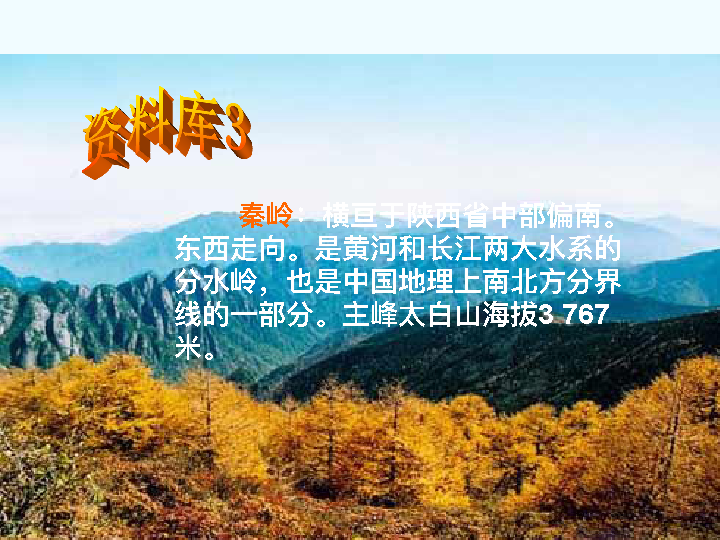 资料库3
秦岭：横亘于陕西省中部偏南。
东西走向。是黄河和长江两大水系的
分水岭，也是中国地理上南北方分界
线的一部分。主峰太白山海拔3 767
米。